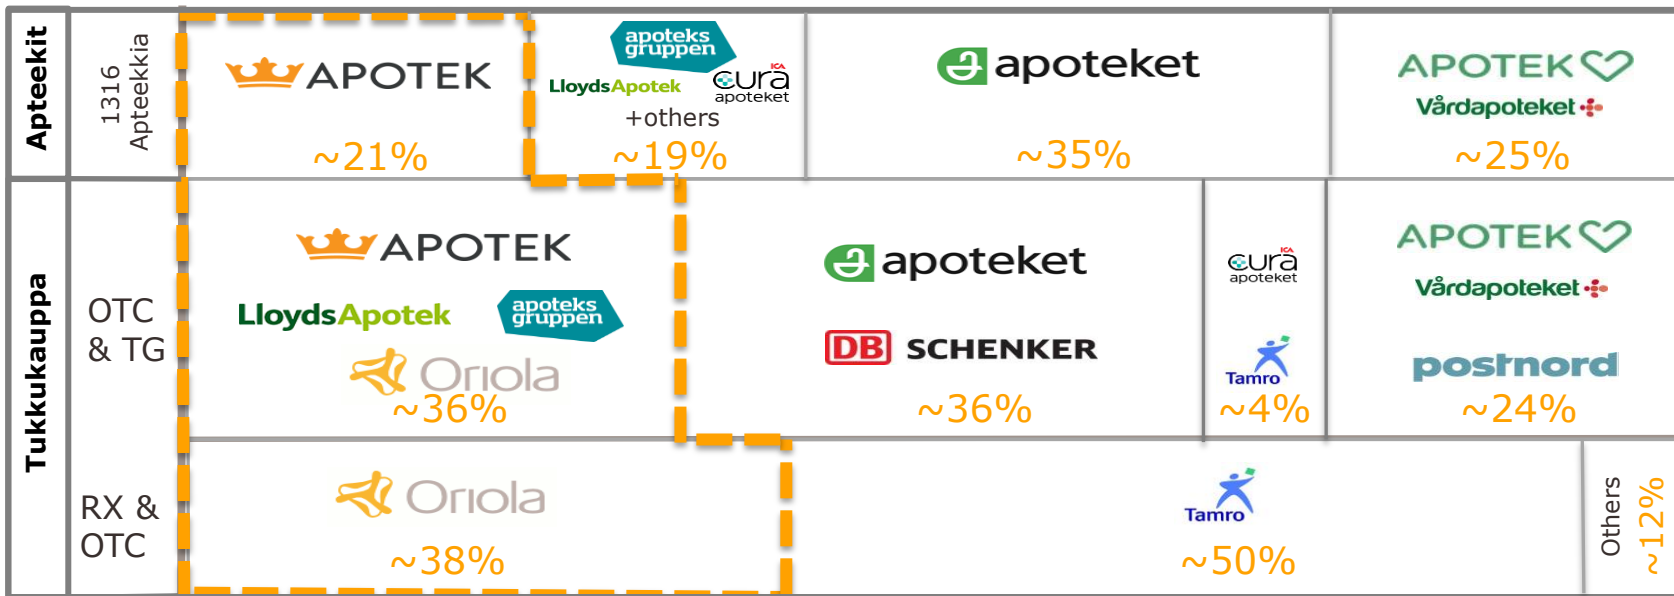 Apteekit
1316
Apteekkia
APOTEK
~21%
apoteks
gruppen
LloydsApotek
ICA
cura
apoteket
+others
~19%
apoteket
~35%
APOTEK
Vårdapoteket
~25%
Tukkukauppa
OTC
& TG
APOTEK
LloydsApotek
apoteks
gruppen
Oriola
~36%
apoteket
DB SCHENKER
~36%
ICA
cura
apoteket
Tamro
~4%
APOTEK
Vårdapoteket
postnord
~24%
RX &
OTC
Oriola
~38%
Tamro
~50%
Others
~12%